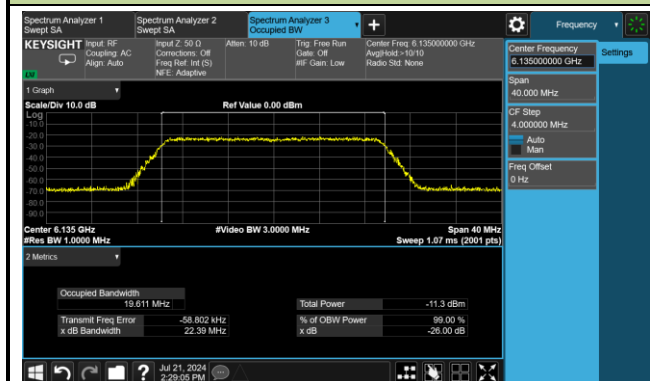 Spectrum Analyzer 1
Swept SA
Spectrum Analyzer 2
Swept SA
Spectrum Analyzer 3
Occupied BW
+
Frequency
KEYSIGHT
Input: RF
Coupling: AC
Align: Auto
Input Z: 50 Ω
Corrections: Off
Freq Ref: Int (S)
NFE: Adaptive
Atten: 10 dB
Trig: Free Run
Gate: Off
#IF Gain: Low
Center Freq: 6.135000000 GHz
Avg|Hold:>10/10
Radio Std: None
LXI
1 Graph
Scale/Div 10.0 dB
Ref Value 0.00 dBm
Log
-10.0
-20.0
-30.0
-40.0
-50.0
-60.0
-70.0
-80.0
-90.0
Center 6.135 GHz
#Video BW 3.0000 MHz
Span 40 MHz
#Res BW 1.0000 MHz
Sweep 1.07 ms (2001 pts)
2 Metrics
Occupied Bandwidth
19.611 MHz
Total Power
-11.3 dBm
Transmit Freq Error
-58.802 kHz
% of OBW Power
99.00 %
x dB Bandwidth
22.39 MHz
x dB
-26.00 dB
Jul 21, 2024
2:29:05 PM
Center Frequency
6.135000000 GHz
Settings
Span
40.000 MHz
CF Step
4.000000 MHz
Auto
Man
Freq Offset
0 Hz